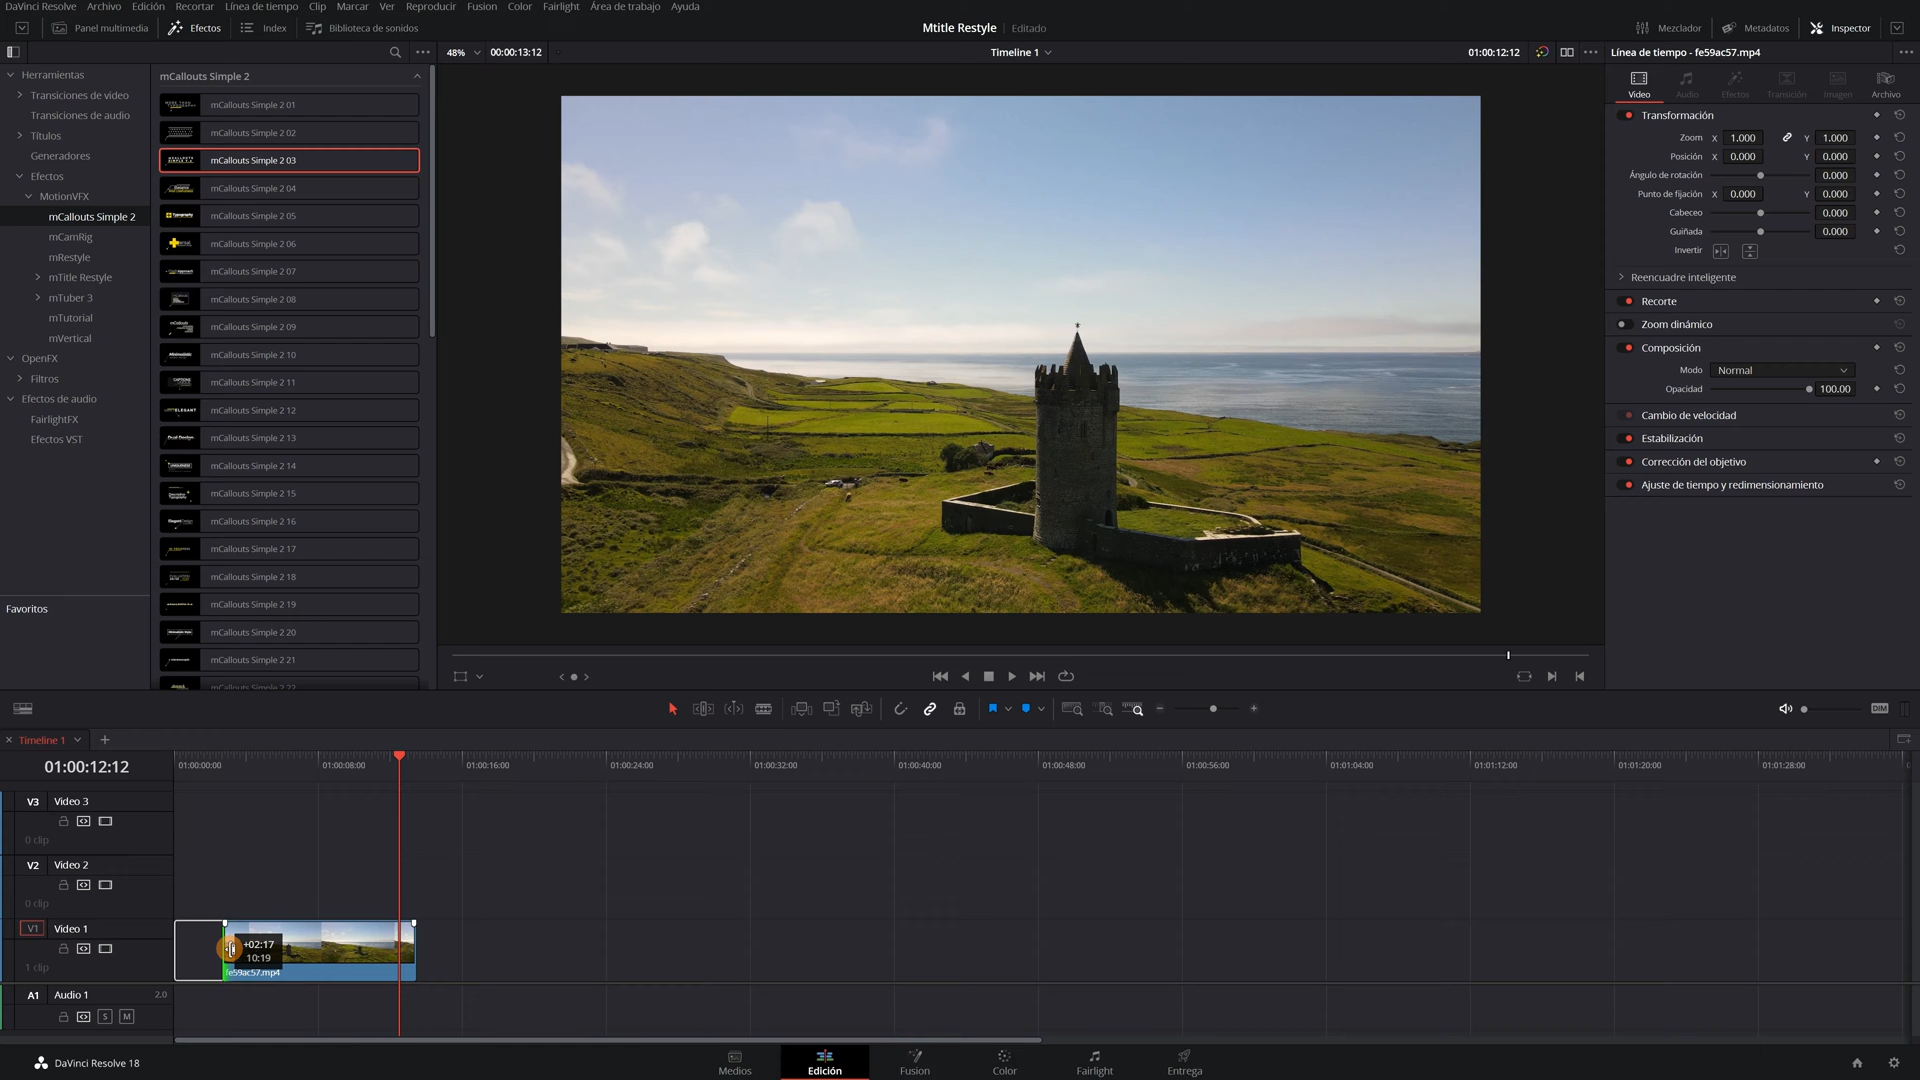 DaVinci Resolve Archivo Edición Recortar Línea de tiempo Clip Marcar Ver Reproducir Fusion Color Fairlight Área de trabajo Ayuda
Panel multimedia Efectos Index Biblioteca de sonidos Mtitle Restyle Editado Mezclador Metadatos Inspector
48% 00:00:13:12 Timeline 1 01:00:12:12 Línea de tiempo - fe59ac57.mp4
Herramientas
Transiciones de video
Transiciones de audio
Títulos
Generadores
Efectos
MotionVFX
mCallouts Simple 2
mCamRig
mRestyle
mTitle Restyle
mTuber 3
mTutorial
mVertical
OpenFX
Filtros
Efectos de audio
FairlightFX
Efectos VST
Favoritos
mCallouts Simple 2
mCallouts Simple 2 01
mCallouts Simple 2 02
mCallouts Simple 2 03
mCallouts Simple 2 04
mCallouts Simple 2 05
mCallouts Simple 2 06
mCallouts Simple 2 07
mCallouts Simple 2 08
mCallouts Simple 2 09
mCallouts Simple 2 10
mCallouts Simple 2 11
mCallouts Simple 2 12
mCallouts Simple 2 13
mCallouts Simple 2 14
mCallouts Simple 2 15
mCallouts Simple 2 16
mCallouts Simple 2 17
mCallouts Simple 2 18
mCallouts Simple 2 19
mCallouts Simple 2 20
mCallouts Simple 2 21
mCallouts Simple 2 22
Video Audio Efectos Transición Imagen Archivo
Transformación
Zoom X 1.000 Y 1.000
Posición X 0.000 Y 0.000
Ángulo de rotación 0.000
Punto de fijación X 0.000 Y 0.000
Cabeceo 0.000
Guiñada 0.000
Invertir
Reencuadre inteligente
Recorte
Zoom dinámico
Composición
Modo Normal
Opacidad 100.00
Cambio de velocidad
Estabilización
Corrección del objetivo
Ajuste de tiempo y redimensionamiento
DIM
Timeline 1
01:00:12:12
01:00:00:00 01:00:08:00 01:00:16:00 01:00:24:00 01:00:32:00 01:00:40:00 01:00:48:00 01:00:56:00 01:01:04:00 01:01:12:00 01:01:20:00 01:01:28:00
V3 Video 3
0 clip
V2 Video 2
0 clip
V1 Video 1
1 clip
+02:17
10:19
fe59ac57.mp4
A1 Audio 1 2.0
S M
DaVinci Resolve 18
Medios Edición Fusion Color Fairlight Entrega